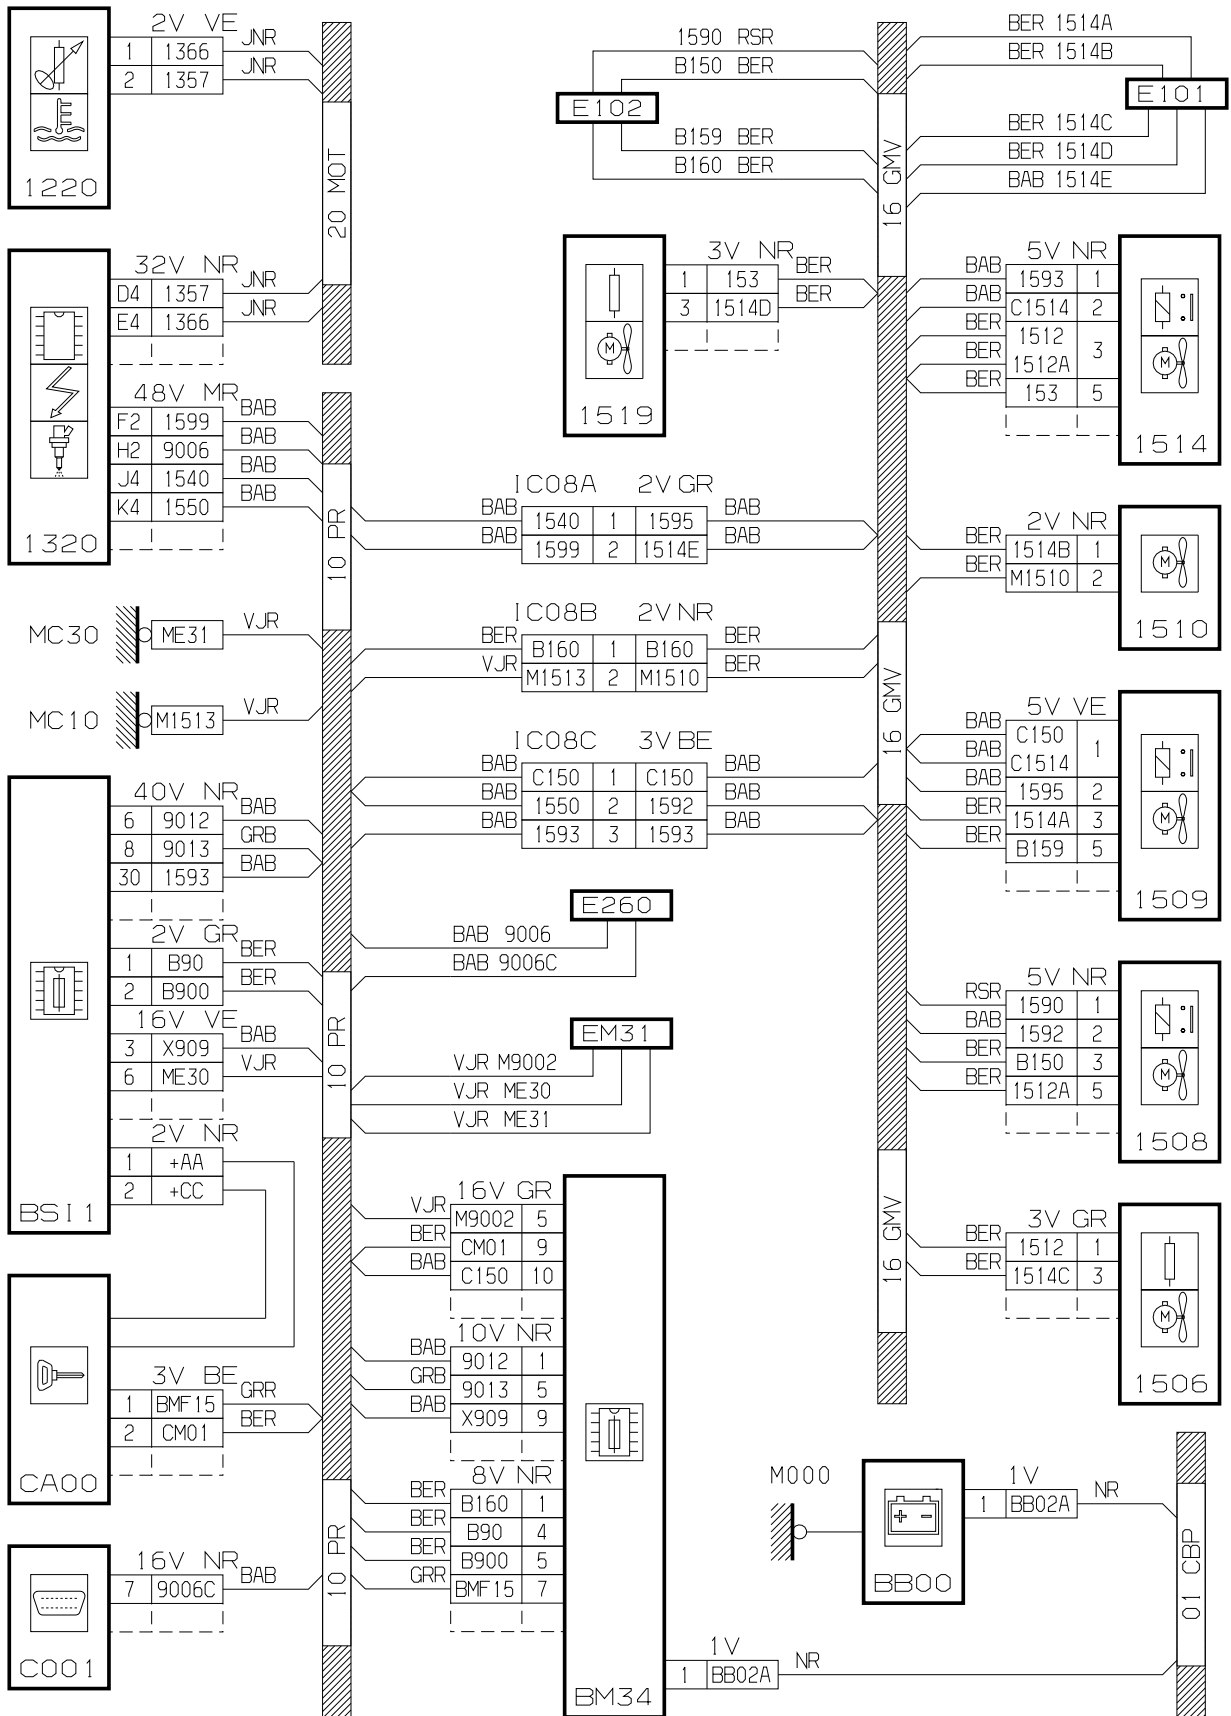 2V VE
1 1366 JNR
2 1357 JNR
1220
32V NR
D4 1357 JNR
E4 1366 JNR
48V MR
F2 1599 BAB
H2 9006 BAB
J4 1540 BAB
K4 1550 BAB
1320
MC30 ME31 VJR
MC10 M1513 VJR
40V NR
6 9012 BAB
8 9013 GRB
30 1593 BAB
2V GR
1 B90 BER
2 B900 BER
16V VE
3 X909 BAB
6 ME30 VJR
2V NR
1 +AA
2 +CC
BSI1
3V BE
1 BMF15 GRR
2 CM01 BER
CA00
16V NR
7 9006C BAB
C001
20 MOT
10 PR
10 PR
10 PR
1590 RSR
B150 BER
E102
B159 BER
B160 BER
3V NR
1 153 BER
3 1514D BER
1519
IC08A 2V GR
BAB 1540 1 1595 BAB
BAB 1599 2 1514E BAB
IC08B 2V NR
BER B160 1 B160 BER
VJR M1513 2 M1510 BER
IC08C 3V BE
BAB C150 1 C150 BAB
BAB 1550 2 1592 BAB
BAB 1593 3 1593 BAB
E260
BAB 9006
BAB 9006C
EM31
VJR M9002
VJR ME30
VJR ME31
16V GR
VJR M9002 5
BER CM01 9
BAB C150 10
10V NR
BAB 9012 1
GRB 9013 5
BAB X909 9
8V NR
BER B160 1
BER B90 4
BER B900 5
GRR BMF15 7
1V
1 BB02A NR
BM34
16 GMV
16 GMV
16 GMV
BER 1514A
BER 1514B
E101
BER 1514C
BER 1514D
BAB 1514E
5V NR
BAB 1593 1
BAB C1514 2
BER 1512
BER 1512A 3
BER 153 5
1514
2V NR
BER 1514B 1
BER M1510 2
1510
5V VE
BAB C150
BAB C1514 1
BAB 1595 2
BER 1514A 3
BER B159 5
1509
5V NR
RSR 1590 1
BAB 1592 2
BER B150 3
BER 1512A 5
1508
3V GR
BER 1512 1
BER 1514C 3
1506
M000
1V
1 BB02A NR
BB00
01 CBP
M
M
M
M
M
M
+ -